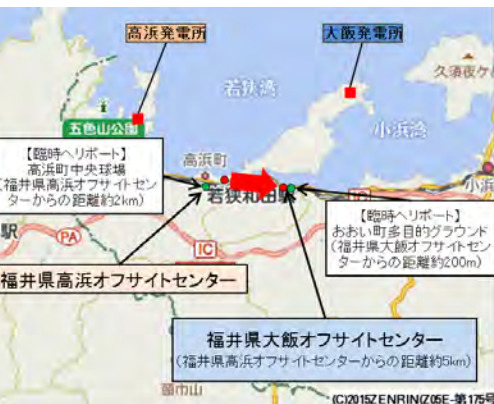 高浜発電所
大飯発電所
若狭湾
久須夜ケ
五色山公園
小浜湾
【臨時ヘリポート】
高浜町中央球場
(福井県高浜オフサイトセン
ターからの距離約2km)
高浜町
若狭和田駅
小浜
【臨時ヘリポート】
おおい町多目的グラウンド
(福井県大飯オフサイトセン
ターからの距離約200m)
駅
PA
IC
福井県高浜オフサイトセンター
福井県大飯オフサイトセンター
(福井県高浜オフサイトセンターからの距離約5km)
頭巾山
(C)2015ZENRIN(Z05E-第175号